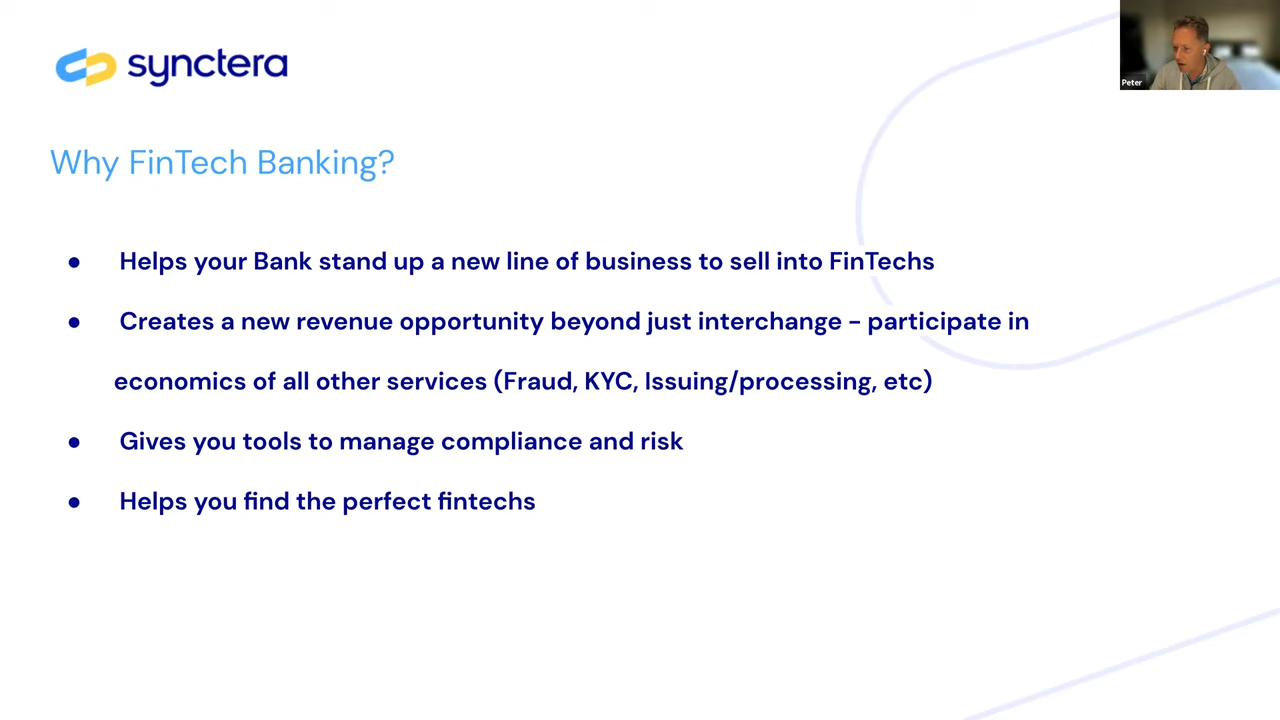 synctera
Peter
Why FinTech Banking?
● Helps your Bank stand up a new line of business to sell into FinTechs
● Creates a new revenue opportunity beyond just interchange - participate in
economics of all other services (Fraud, KYC, Issuing/processing, etc)
● Gives you tools to manage compliance and risk
● Helps you find the perfect fintechs